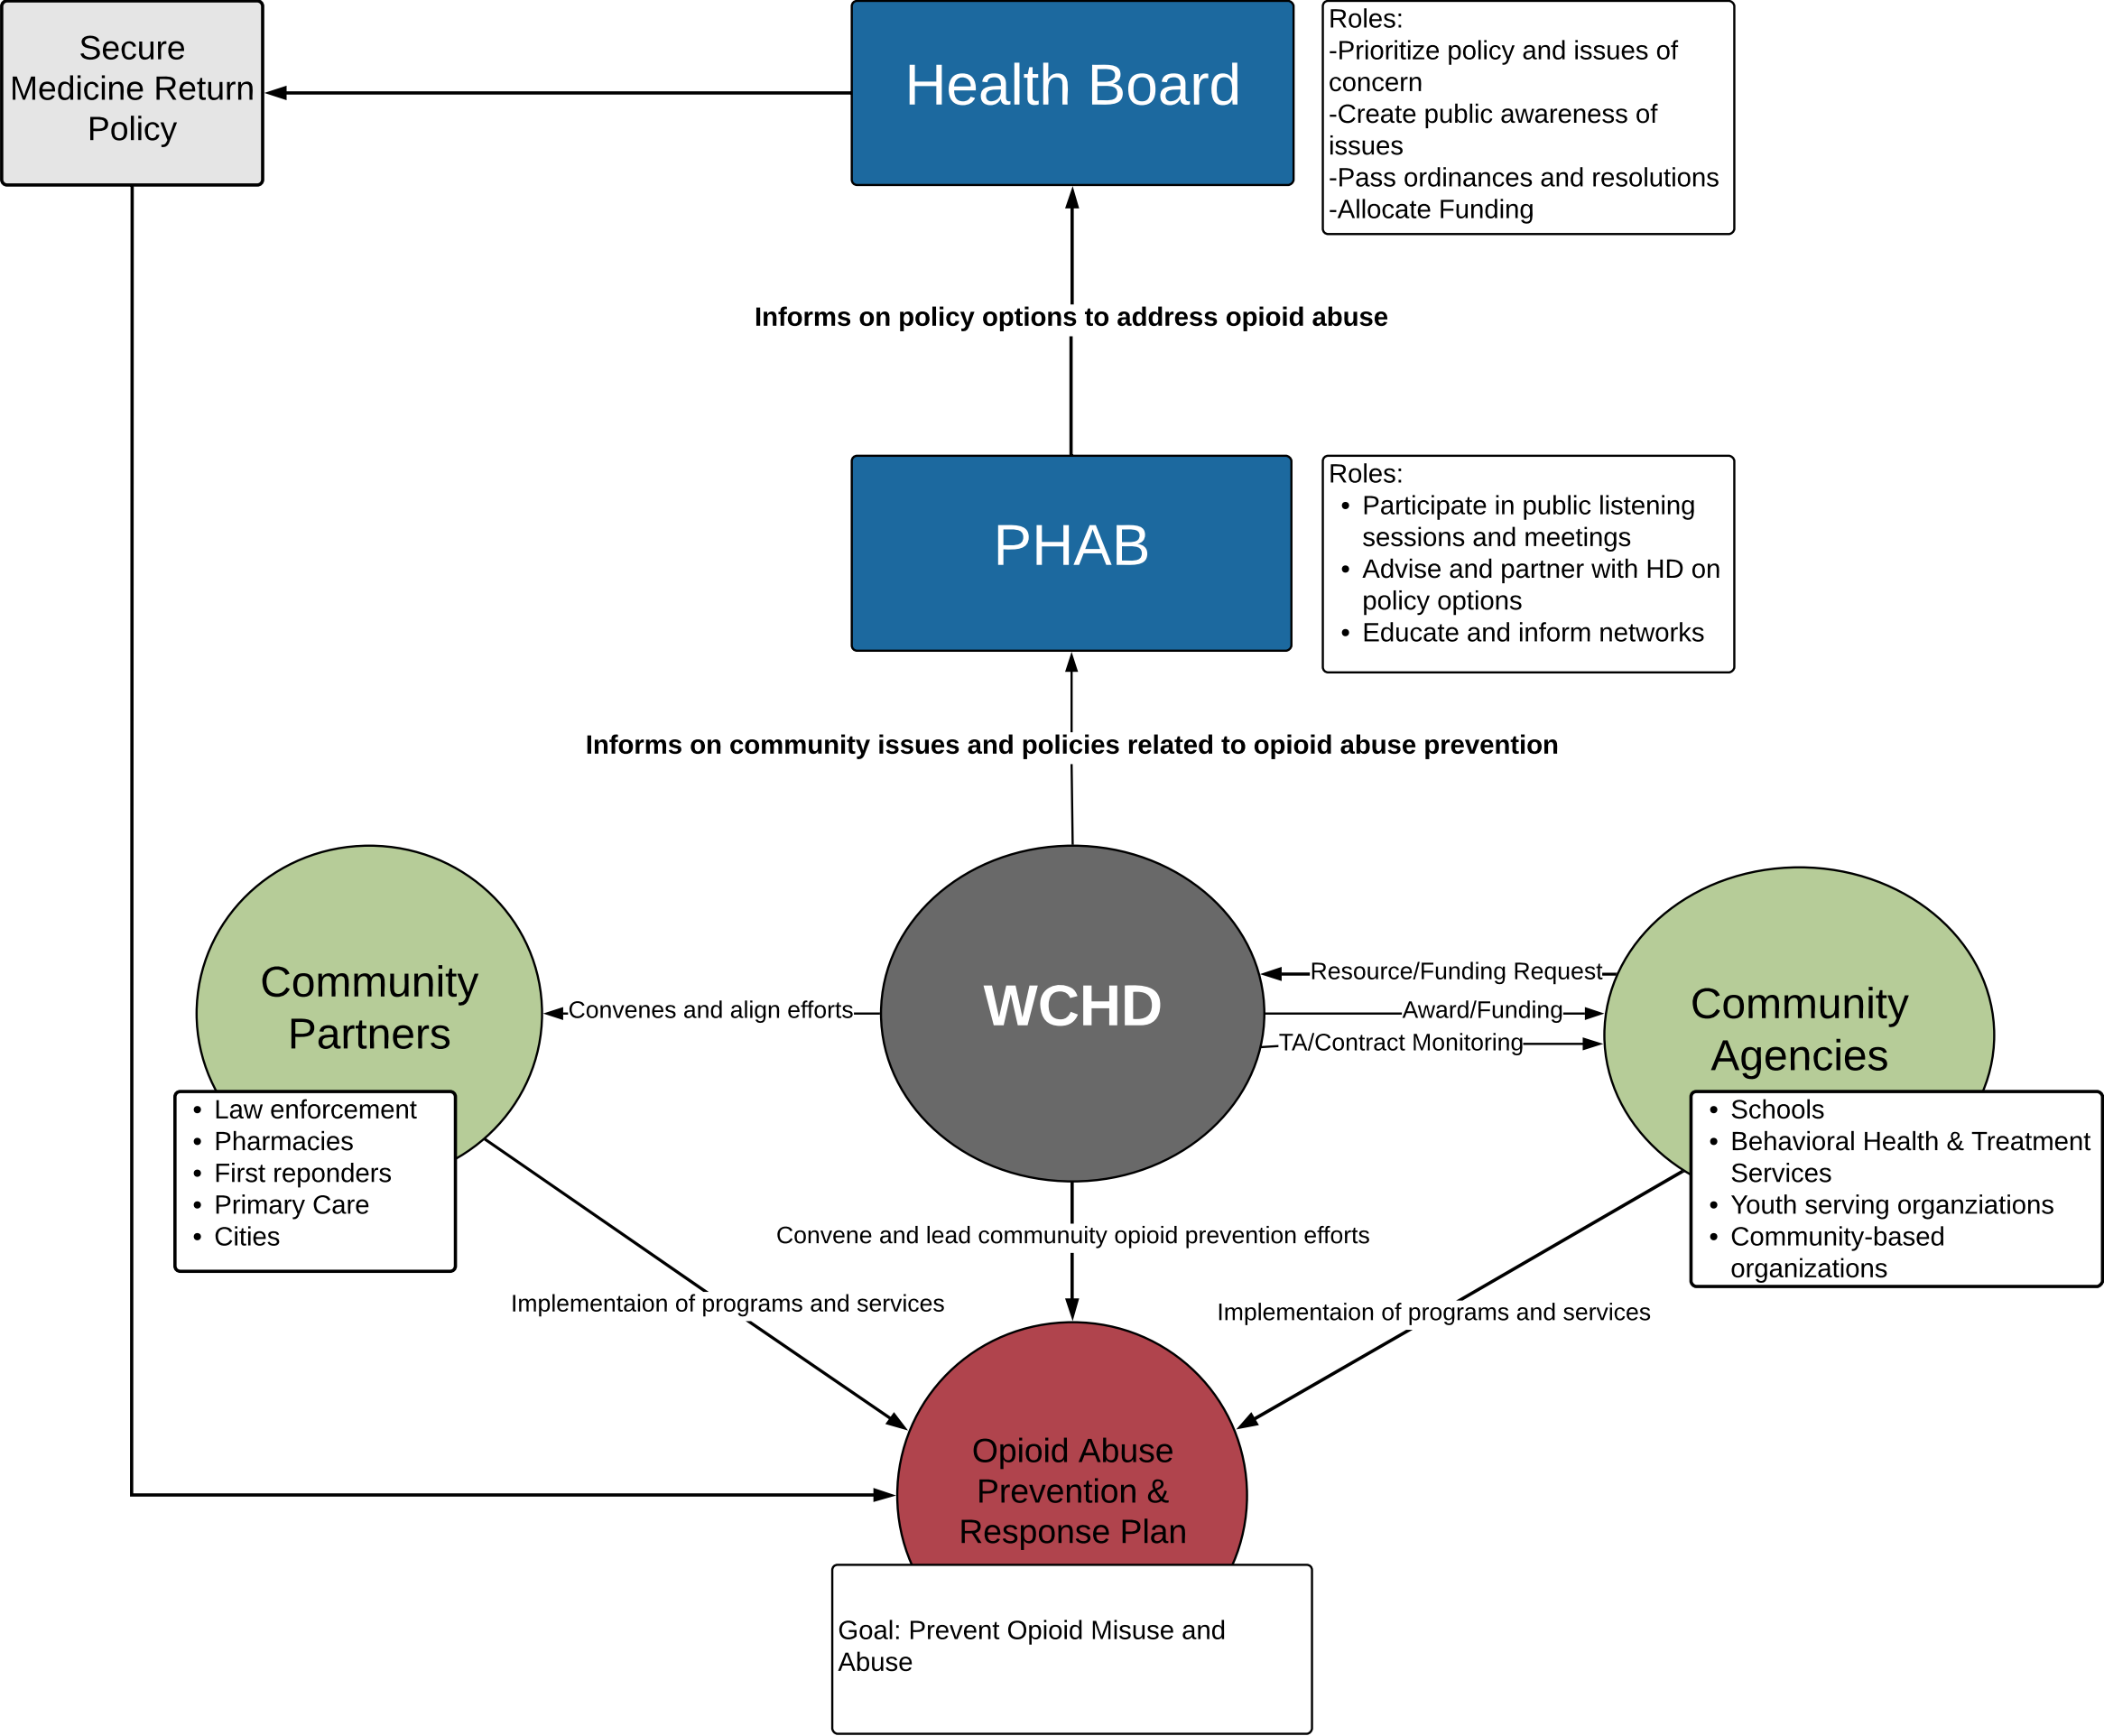 Secure
Medicine Return
Policy
Health Board
Roles:
-Prioritize policy and issues of
concern
-Create public awareness of
issues
-Pass ordinances and resolutions
-Allocate Funding
Informs on policy options to address opioid abuse
PHAB
Roles:
• Participate in public listening
sessions and meetings
• Advise and partner with HD on
policy options
• Educate and inform networks
Informs on community issues and policies related to opioid abuse prevention
Community
Partners
• Law enforcement
• Pharmacies
• First reponders
• Primary Care
• Cities
Convenes and align efforts
WCHD
Resource/Funding Request
Award/Funding
TA/Contract Monitoring
Community
Agencies
• Schools
• Behavioral Health & Treatment
Services
• Youth serving organziations
• Community-based
organizations
Convene and lead communuity opioid prevention efforts
Implementaion of programs and services
Implementaion of programs and services
Opioid Abuse
Prevention &
Response Plan
Goal: Prevent Opioid Misuse and
Abuse